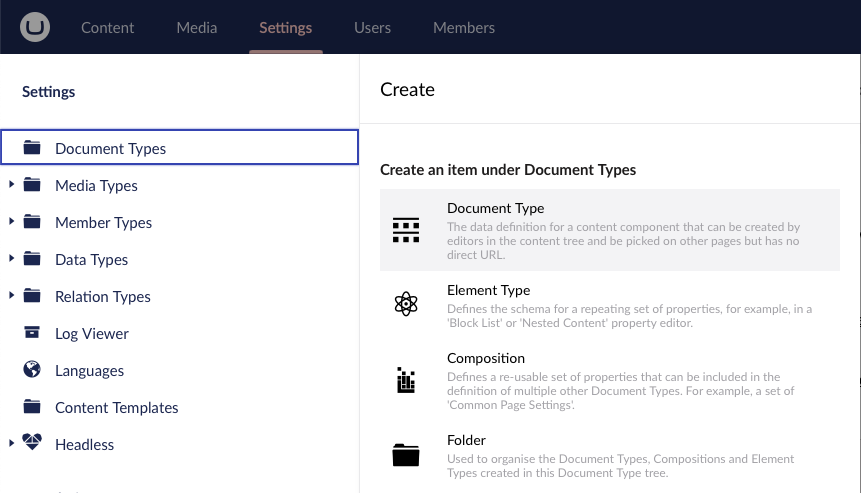 Content Media Settings Users Members
Settings
Document Types
Media Types
Member Types
Data Types
Relation Types
Log Viewer
Languages
Content Templates
Headless
Create
Create an item under Document Types
Document Type
The data definition for a content component that can be created by
editors in the content tree and be picked on other pages but has no
direct URL.
Element Type
Defines the schema for a repeating set of properties, for example, in a
'Block List' or 'Nested Content' property editor.
Composition
Defines a re-usable set of properties that can be included in the
definition of multiple other Document Types. For example, a set of
'Common Page Settings'.
Folder
Used to organise the Document Types, Compositions and Element
Types created in this Document Type tree.